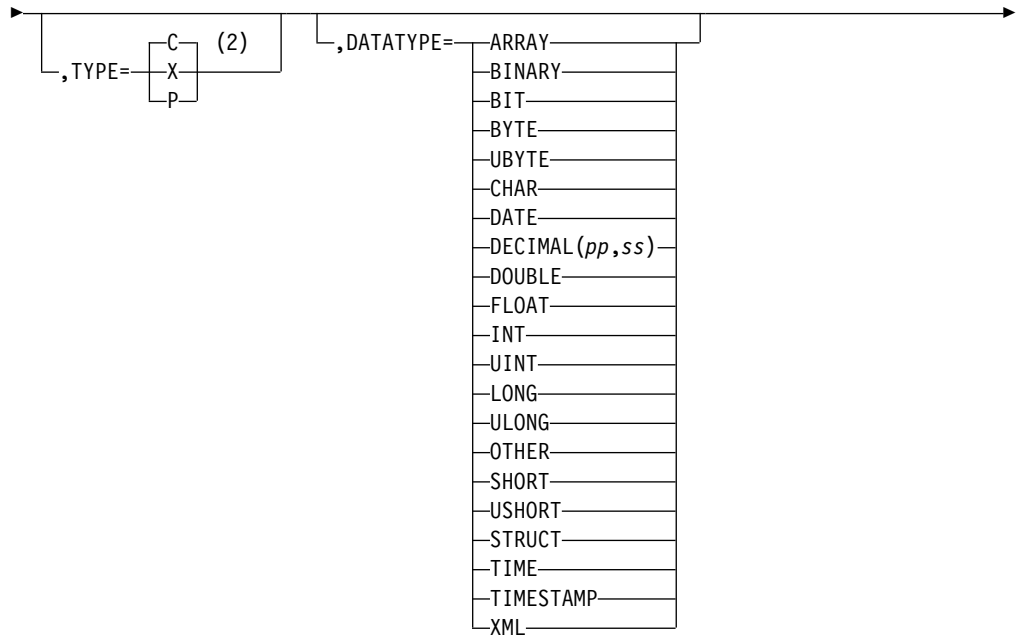 ,TYPE= C (2) ,DATATYPE= ARRAY
X BINARY
P BIT
BYTE
UBYTE
CHAR
DATE
DECIMAL(pp,ss)
DOUBLE
FLOAT
INT
UINT
LONG
ULONG
OTHER
SHORT
USHORT
STRUCT
TIME
TIMESTAMP
XML